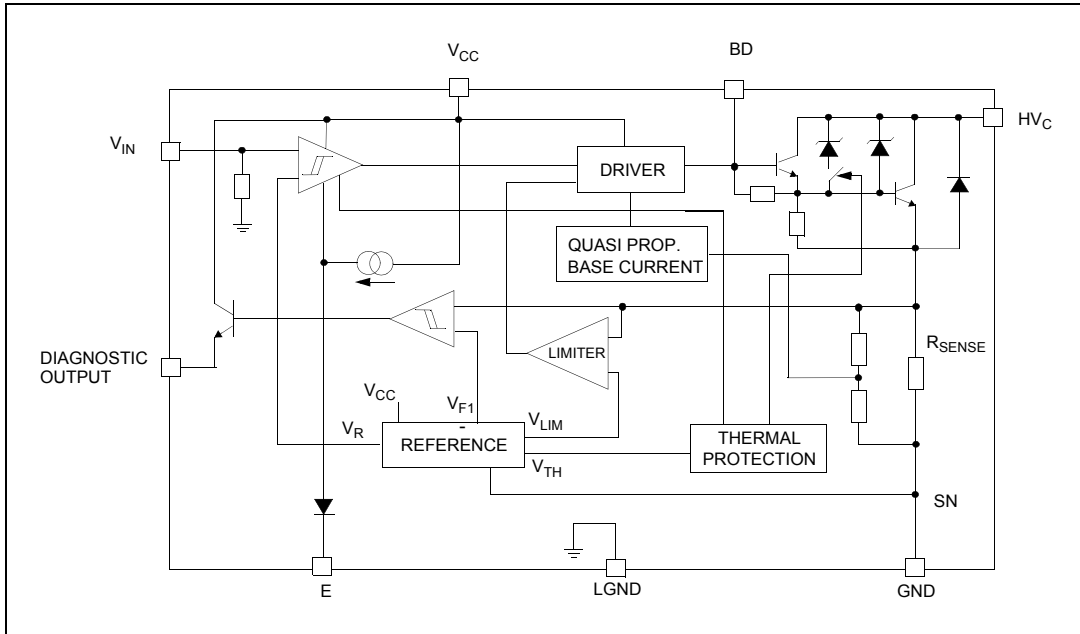 VCC
BD
VIN
HVC
DRIVER
QUASI PROP.
BASE CURRENT
DIAGNOSTIC
OUTPUT
LIMITER
RSENSE
VCC
VF1
VLIM
VR
-
REFERENCE
VTH
THERMAL
PROTECTION
SN
E
LGND
GND